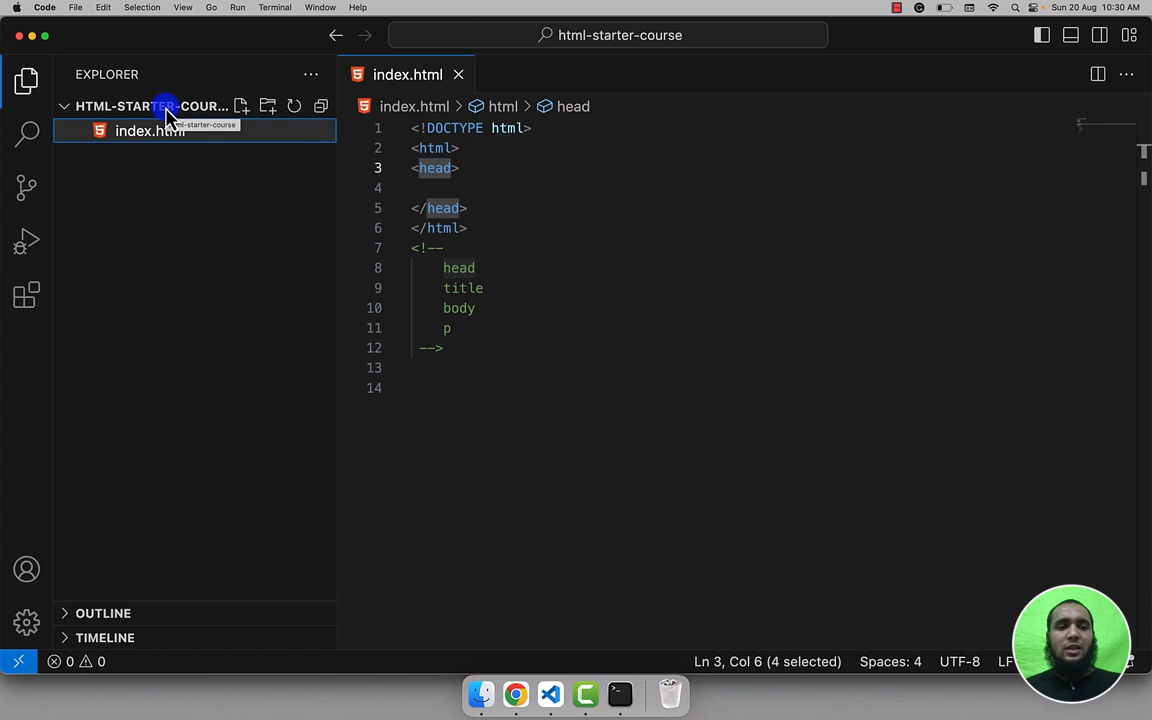 Code File Edit Selection View Go Run Terminal Window Help Sun 20 Aug 10:30 AM
html-starter-course
EXPLORER
index.html
HTML-STARTER-COUR...
index.html > html > head
index.html
1 <!DOCTYPE html>
2 <html>
3 <head>
4
5 </head>
6 </html>
7 <!--
8 head
9 title
10 body
11 p
12 -->
13
14
OUTLINE
TIMELINE
0 0 Ln 3, Col 6 (4 selected) Spaces: 4 UTF-8 LF